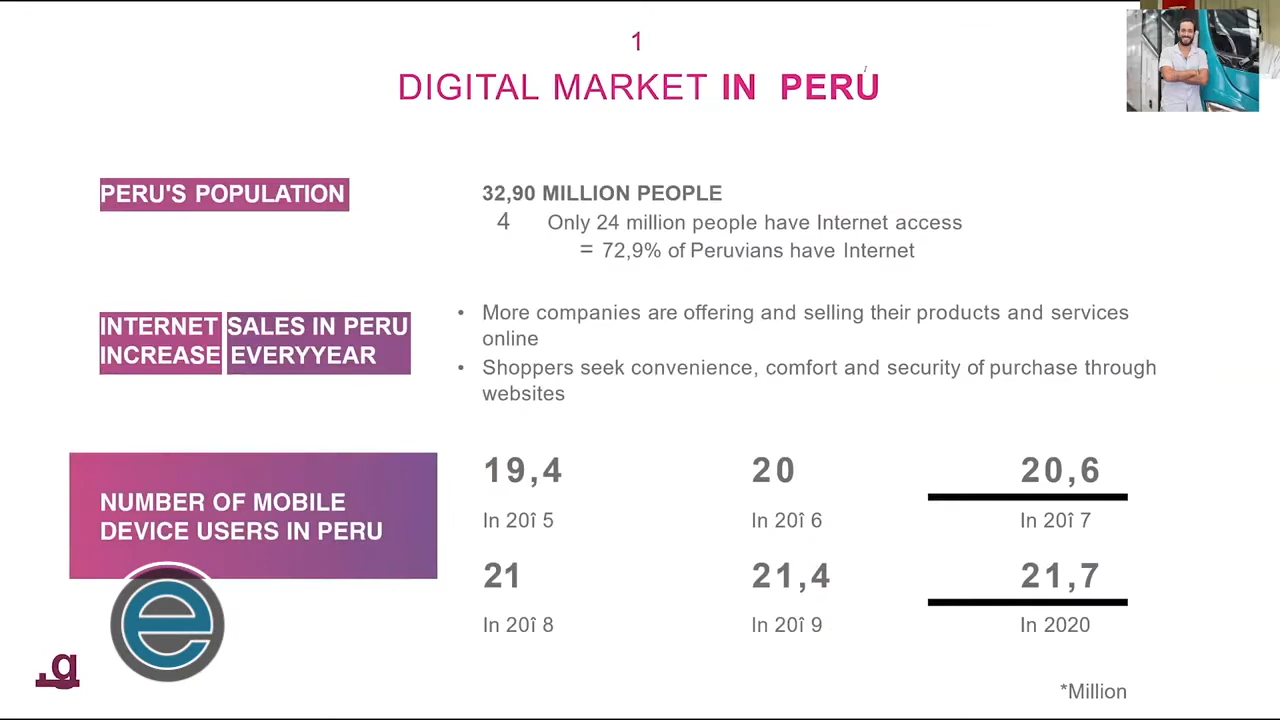 1
DIGITAL MARKET IN PERÚ
PERU'S POPULATION
32,90 MILLION PEOPLE
4 Only 24 million people have Internet access
= 72,9% of Peruvians have Internet
INTERNET SALES IN PERU
INCREASE EVERYYEAR
• More companies are offering and selling their products and services
online
• Shoppers seek convenience, comfort and security of purchase through
websites
NUMBER OF MOBILE
DEVICE USERS IN PERU
19,4 20 20,6
In 20î 5 In 20î 6 In 20î 7
21 21,4 21,7
In 20î 8 In 20î 9 In 2020
e
.g
*Million